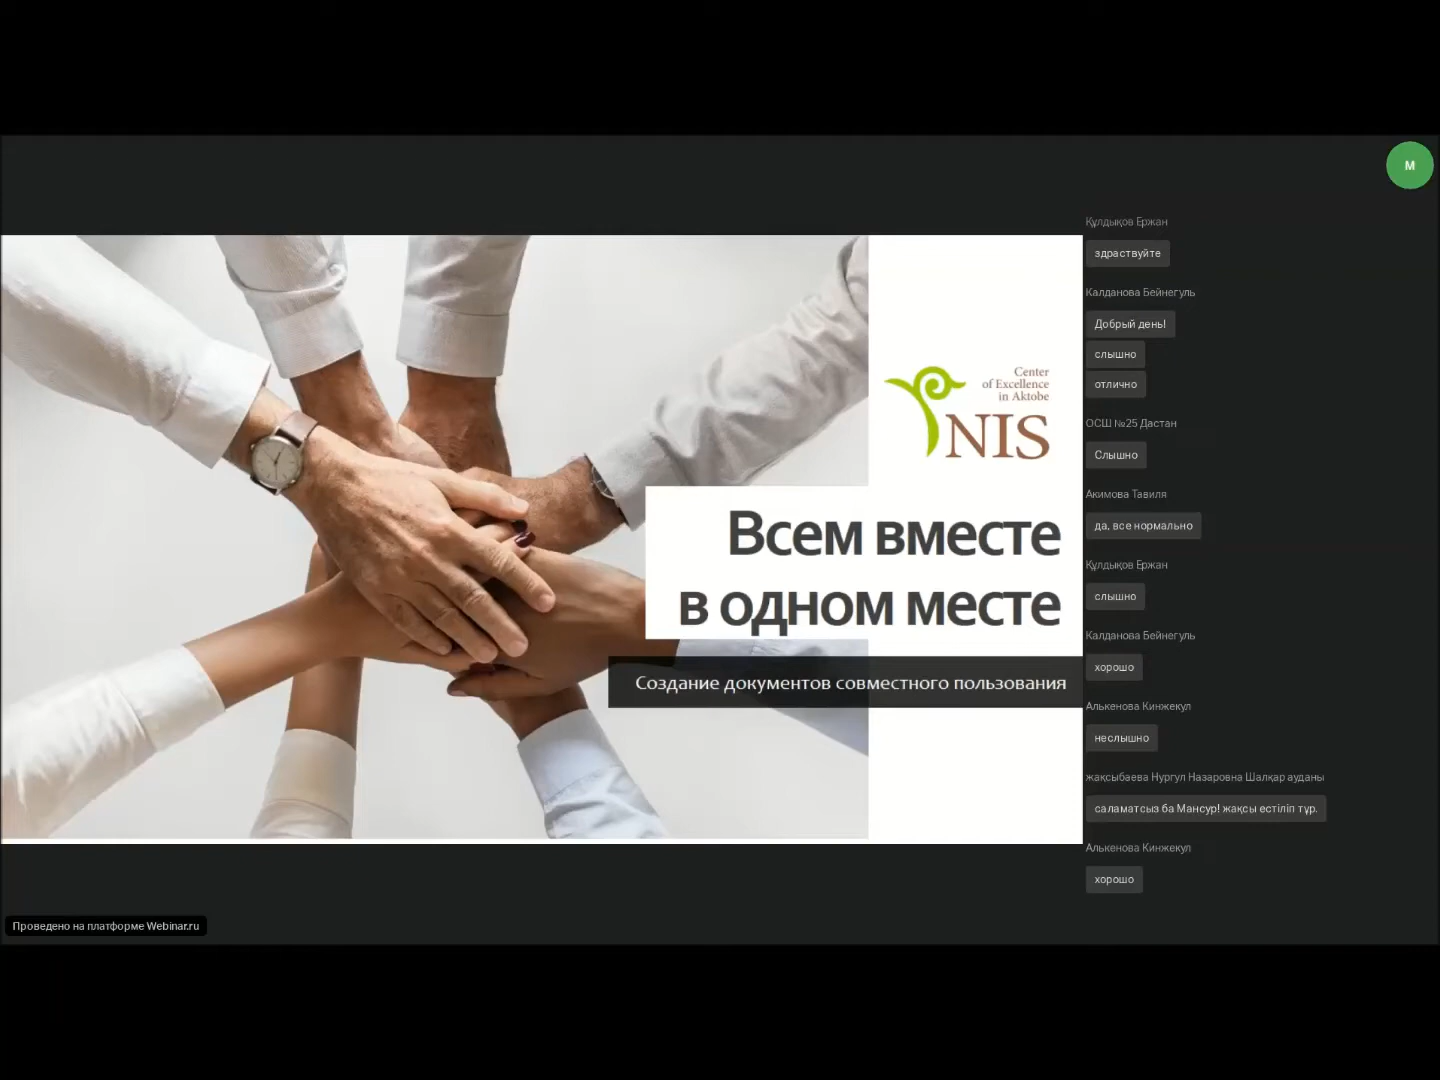 М
Center
of Excellence
in Aktobe
NIS
Всем вместе
в одном месте
Создание документов совместного пользования
Құлдықов Ержан
здраствуйте
Калданова Бейнегуль
Добрый день!
слышно
отлично
ОСШ №25 Дастан
Слышно
Акимова Тавиля
да, все нормально
Құлдықов Ержан
слышно
Калданова Бейнегуль
хорошо
Алькенова Кинжекул
неслышно
жақсыбаева Нургул Назаровна Шалқар ауданы
саламатсыз ба Мансур! жақсы естіліп тұр.
Алькенова Кинжекул
хорошо
Проведено на платформе Webinar.ru